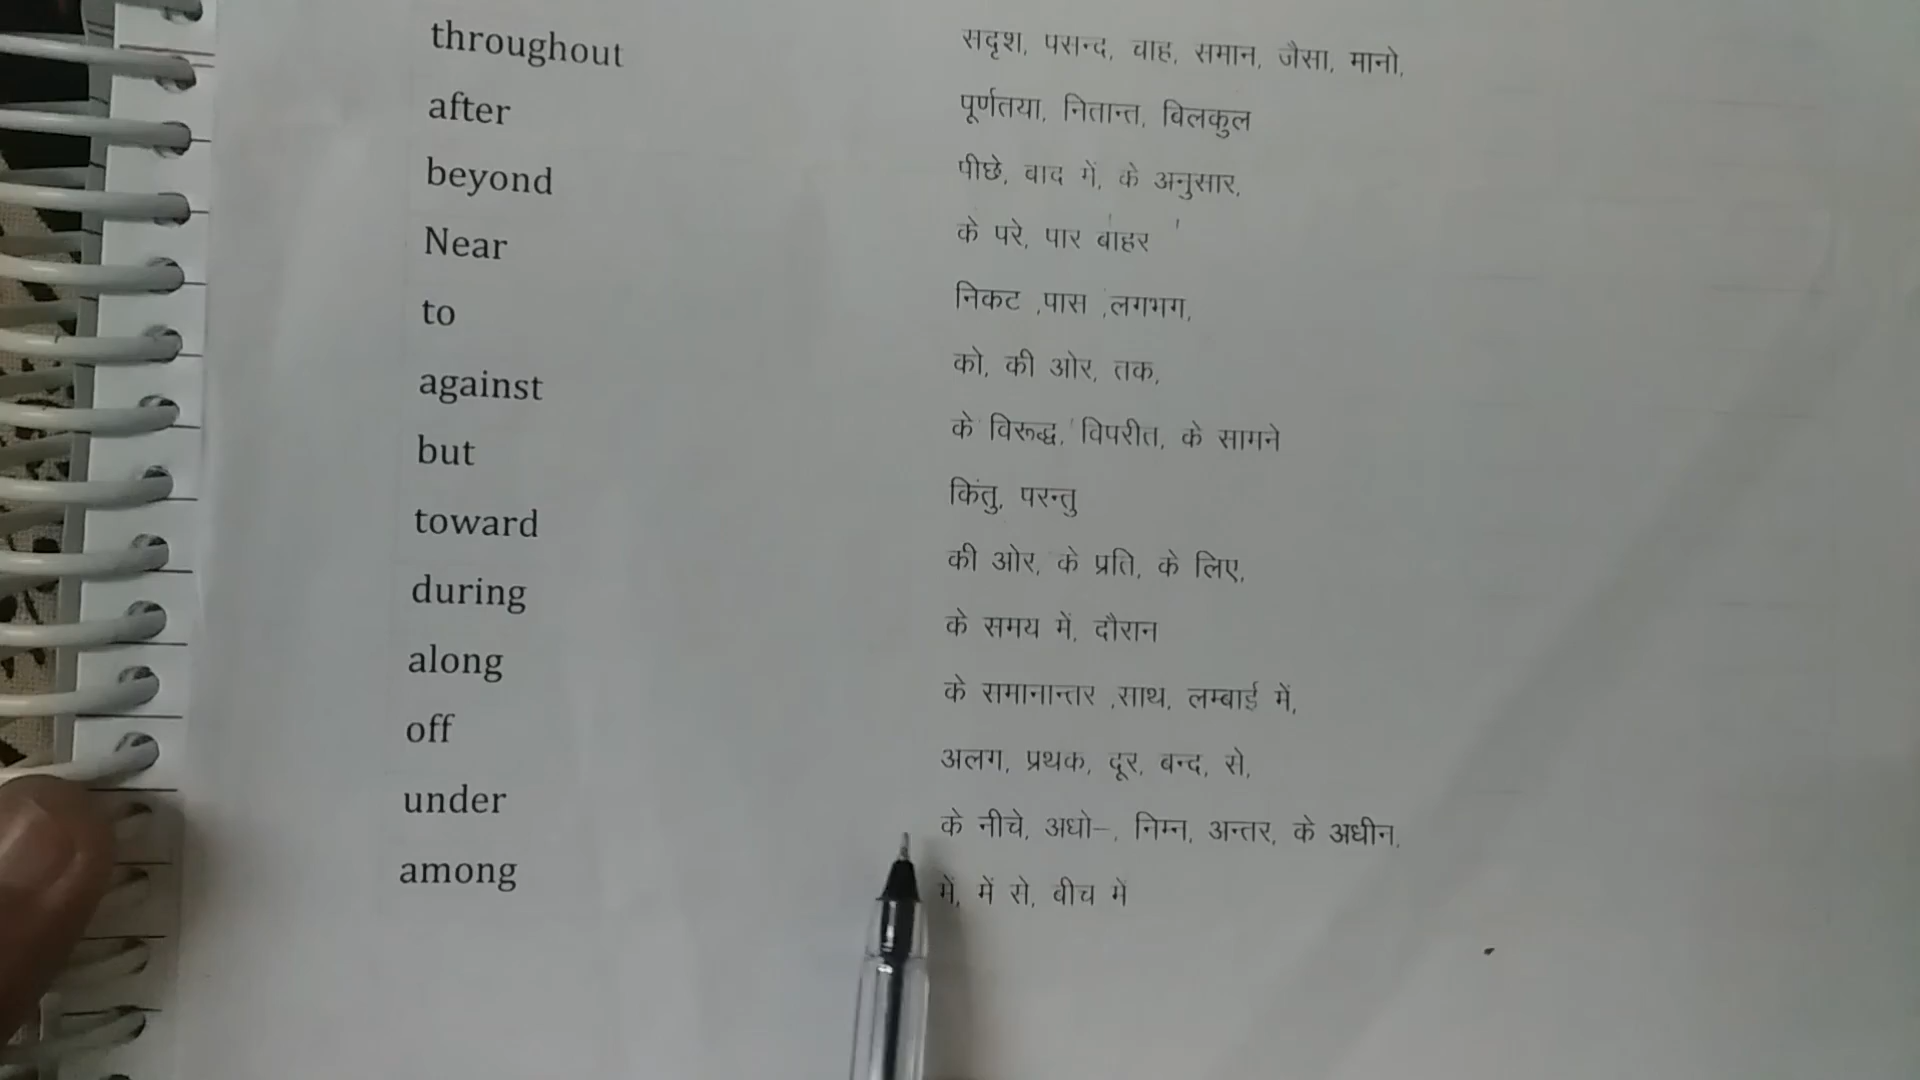 throughout
after
beyond
Near
to
against
but
toward
during
along
off
under
among
सदृश, पसन्द, चाह, समान, जैसा, मानो,
पूर्णतया, नितान्त, बिलकुल
पीछे, बाद में, के अनुसार,
के परे, पार बाहर
निकट ,पास ,लगभग,
को, की ओर, तक,
के विरूद्ध, विपरीत, के सामने
किंतु, परन्तु
की ओर, के प्रति, के लिए,
के समय में, दौरान
के समानान्तर ,साथ, लम्बाई में,
अलग, प्रथक, दूर, बन्द, से,
के नीचे, अधो–, निम्न, अन्तर, के अधीन,
में, में से, बीच में